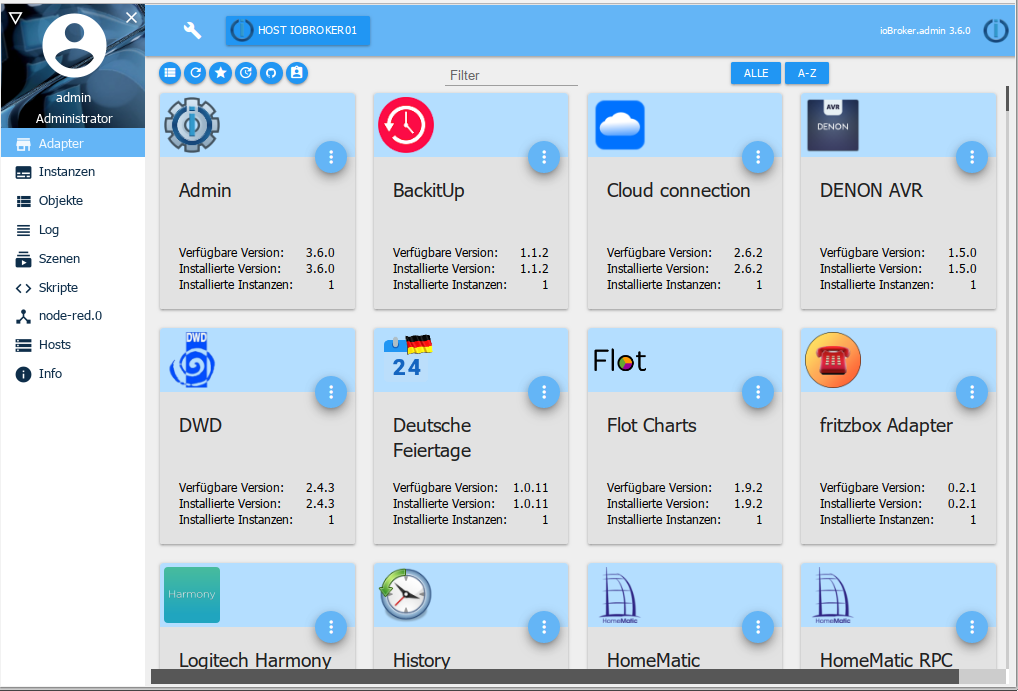 admin
Administrator
Adapter
Instanzen
Objekte
Log
Szenen
Skripte
node-red.0
Hosts
Info
HOST IOBROKER01
ioBroker.admin 3.6.0
Filter
ALLE
A-Z
Admin
Verfügbare Version: 3.6.0
Installierte Version: 3.6.0
Installierte Instanzen: 1
BackitUp
Verfügbare Version: 1.1.2
Installierte Version: 1.1.2
Installierte Instanzen: 1
Cloud connection
Verfügbare Version: 2.6.2
Installierte Version: 2.6.2
Installierte Instanzen: 1
AVR
DENON
DENON AVR
Verfügbare Version: 1.5.0
Installierte Version: 1.5.0
Installierte Instanzen: 1
DWD
DWD
Verfügbare Version: 2.4.3
Installierte Version: 2.4.3
Installierte Instanzen: 1
24
Deutsche
Feiertage
Verfügbare Version: 1.0.11
Installierte Version: 1.0.11
Installierte Instanzen: 1
Flot
Flot Charts
Verfügbare Version: 1.9.2
Installierte Version: 1.9.2
Installierte Instanzen: 1
fritzbox Adapter
Verfügbare Version: 0.2.1
Installierte Version: 0.2.1
Installierte Instanzen: 1
Harmony
Logitech Harmony
History
HomeMatic
HomeMatic
HomeMatic
HomeMatic RPC